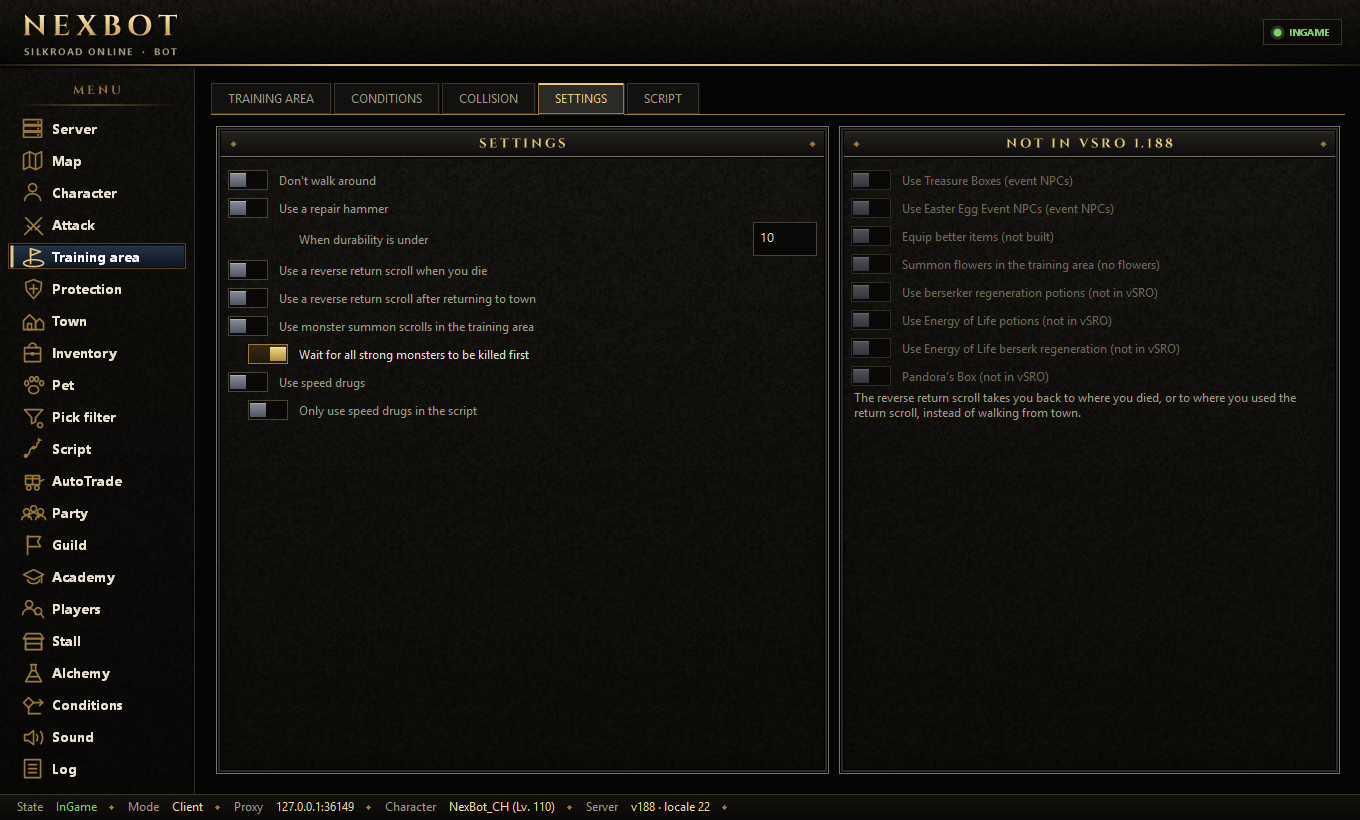 NEXBOT
SILKROAD ONLINE · BOT
INGAME
MENU
Server
Map
Character
Attack
Training area
Protection
Town
Inventory
Pet
Pick filter
Script
AutoTrade
Party
Guild
Academy
Players
Stall
Alchemy
Conditions
Sound
Log
TRAINING AREA
CONDITIONS
COLLISION
SETTINGS
SCRIPT
SETTINGS
Don't walk around
Use a repair hammer
When durability is under 10
Use a reverse return scroll when you die
Use a reverse return scroll after returning to town
Use monster summon scrolls in the training area
Wait for all strong monsters to be killed first
Use speed drugs
Only use speed drugs in the script
NOT IN VSRO 1.188
Use Treasure Boxes (event NPCs)
Use Easter Egg Event NPCs (event NPCs)
Equip better items (not built)
Summon flowers in the training area (no flowers)
Use berserker regeneration potions (not in vSRO)
Use Energy of Life potions (not in vSRO)
Use Energy of Life berserk regeneration (not in vSRO)
Pandora's Box (not in vSRO)
The reverse return scroll takes you back to where you died, or to where you used the
return scroll, instead of walking from town.
State InGame Mode Client Proxy 127.0.0.1:36149 Character NexBot_CH (Lv. 110) Server v188 · locale 22